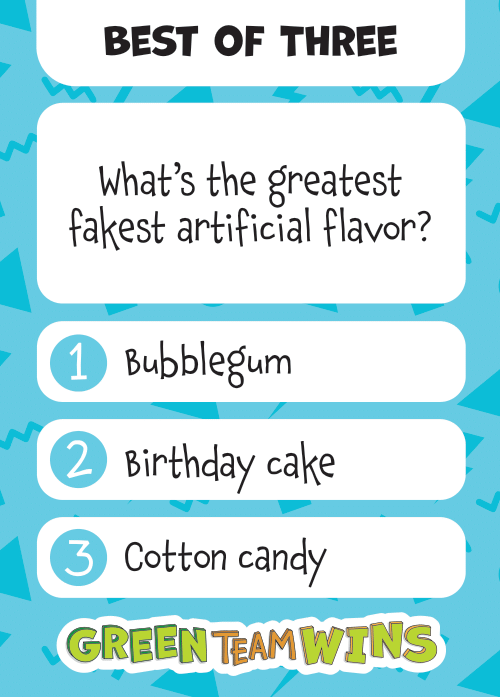 BEST OF THREE
What's the greatest
fakest artificial flavor?
1 Bubblegum
2 Birthday cake
3 Cotton candy
GREEN TEAM WINS